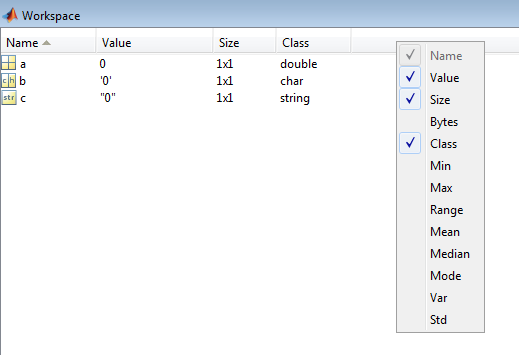 Workspace
Name Value Size Class
a 0 1x1 double
b '0' 1x1 char
c "0" 1x1 string
Name
Value
Size
Bytes
Class
Min
Max
Range
Mean
Median
Mode
Var
Std